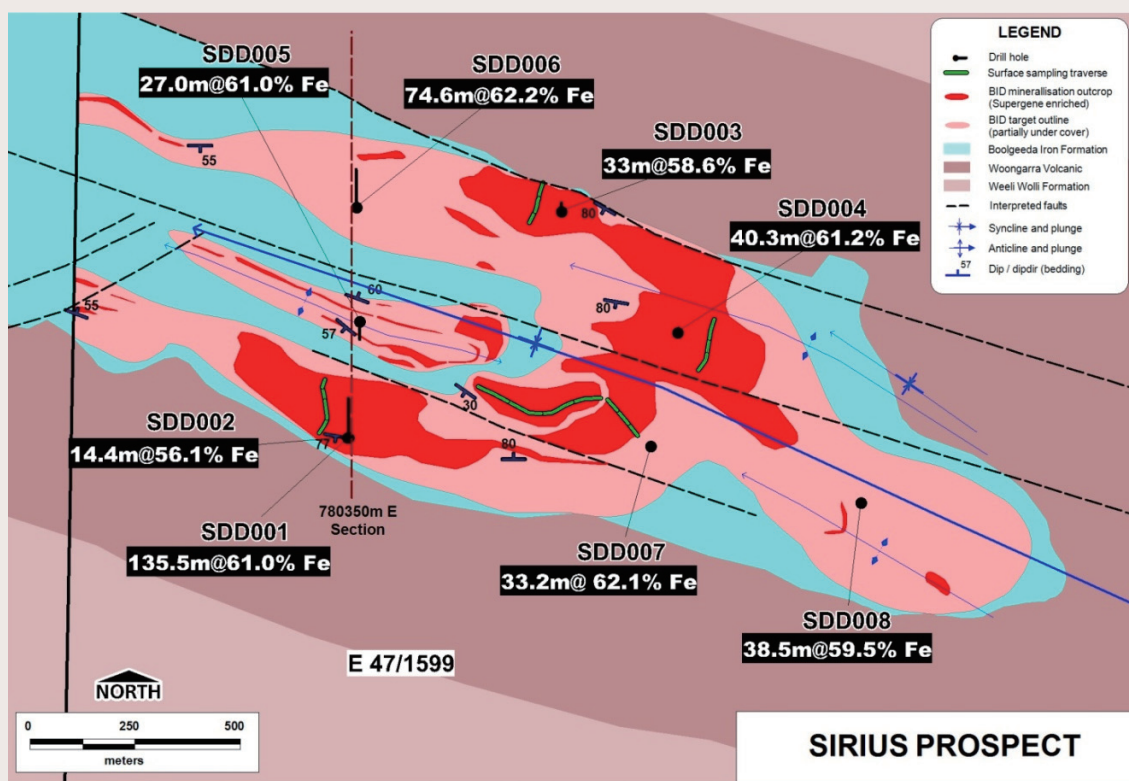 SDD005
27.0m@61.0% Fe
SDD006
74.6m@62.2% Fe
SDD003
33m@58.6% Fe
SDD004
40.3m@61.2% Fe
55
80
80
60
57
55
30
77
80
SDD002
14.4m@56.1% Fe
SDD001
135.5m@61.0% Fe
780350m E
Section
SDD007
33.2m@ 62.1% Fe
SDD008
38.5m@59.5% Fe
E 47/1599
NORTH
0 250 500
meters
LEGEND
Drill hole
Surface sampling traverse
BID mineralisation outcrop
(Supergene enriched)
BID target outline
(partially under cover)
Boolgeeda Iron Formation
Woongarra Volcanic
Weeli Wolli Formation
Interpreted faults
Syncline and plunge
Anticline and plunge
57
Dip / dipdir (bedding)
SIRIUS PROSPECT